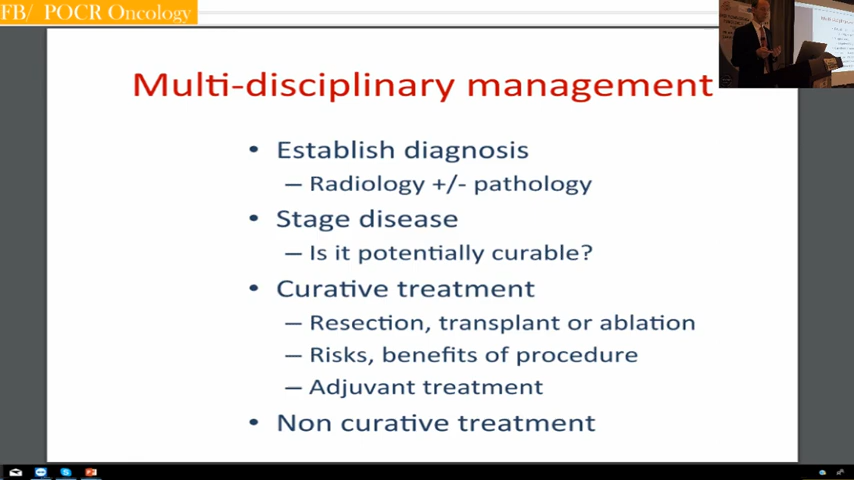 FB/ POCR Oncology
Multi-disciplinary management
• Establish diagnosis
– Radiology +/- pathology
• Stage disease
– Is it potentially curable?
• Curative treatment
– Resection, transplant or ablation
– Risks, benefits of procedure
– Adjuvant treatment
• Non curative treatment